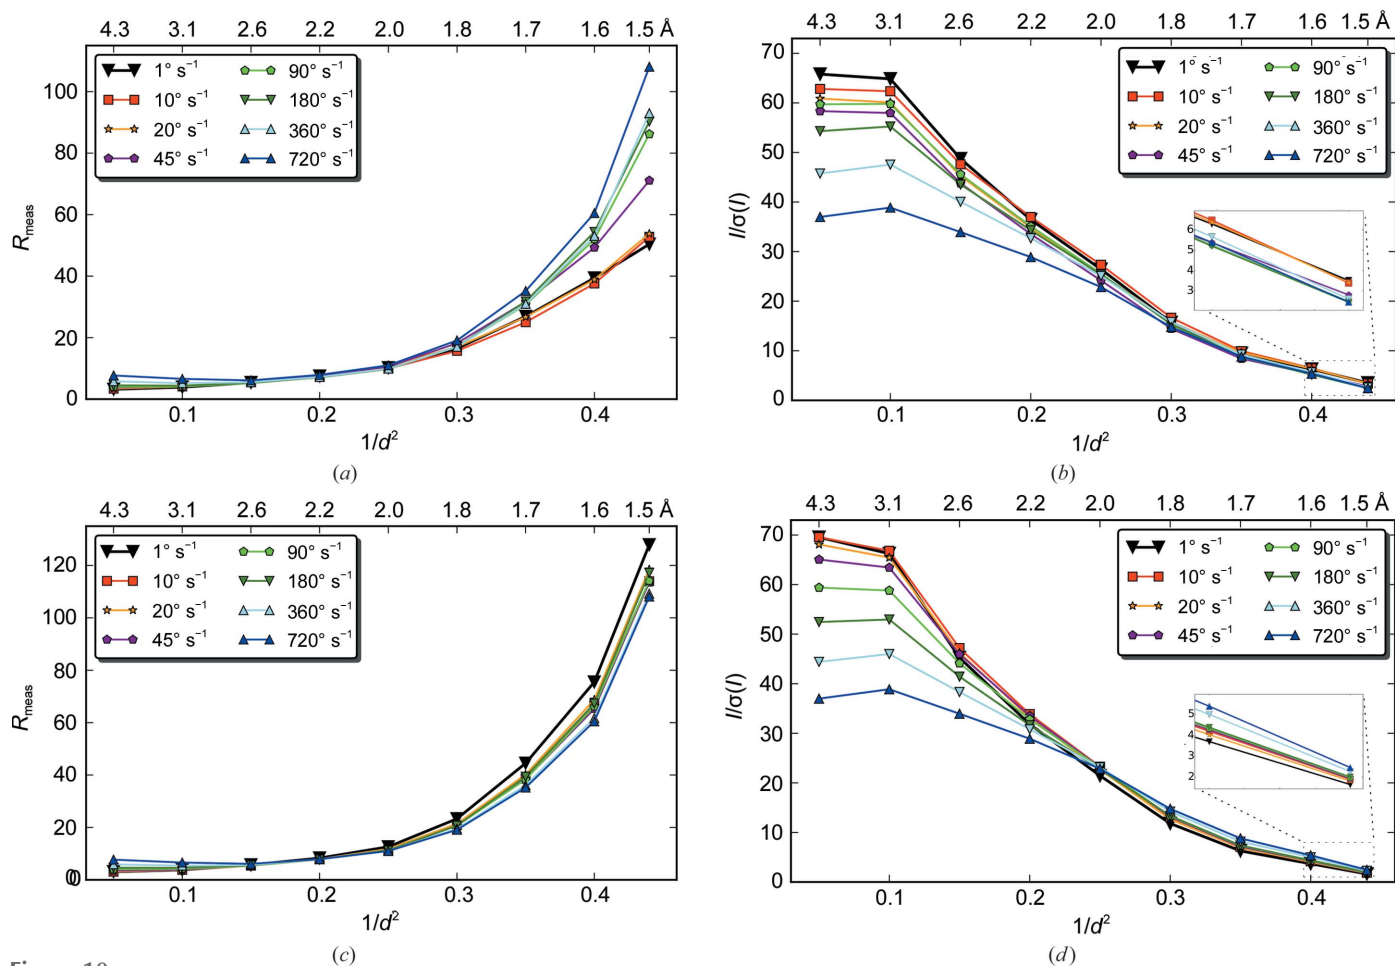 4.3 3.1 2.6 2.2 2.0 1.8 1.7 1.6 1.5 Å
100
80
60
40
20
0
R_meas
1° s⁻¹ 90° s⁻¹
10° s⁻¹ 180° s⁻¹
20° s⁻¹ 360° s⁻¹
45° s⁻¹ 720° s⁻¹
0.1 0.2 0.3 0.4
1/d²
(a)
4.3 3.1 2.6 2.2 2.0 1.8 1.7 1.6 1.5 Å
70
60
50
40
30
20
10
0
I/σ(I)
1° s⁻¹ 90° s⁻¹
10° s⁻¹ 180° s⁻¹
20° s⁻¹ 360° s⁻¹
45° s⁻¹ 720° s⁻¹
6
5
4
3
0.1 0.2 0.3 0.4
1/d²
(b)
4.3 3.1 2.6 2.2 2.0 1.8 1.7 1.6 1.5 Å
120
100
80
60
40
20
0
R_meas
1° s⁻¹ 90° s⁻¹
10° s⁻¹ 180° s⁻¹
20° s⁻¹ 360° s⁻¹
45° s⁻¹ 720° s⁻¹
0.1 0.2 0.3 0.4
1/d²
(c)
4.3 3.1 2.6 2.2 2.0 1.8 1.7 1.6 1.5 Å
70
60
50
40
30
20
10
0
I/σ(I)
1° s⁻¹ 90° s⁻¹
10° s⁻¹ 180° s⁻¹
20° s⁻¹ 360° s⁻¹
45° s⁻¹ 720° s⁻¹
5
4
3
2
0.1 0.2 0.3 0.4
1/d²
(d)